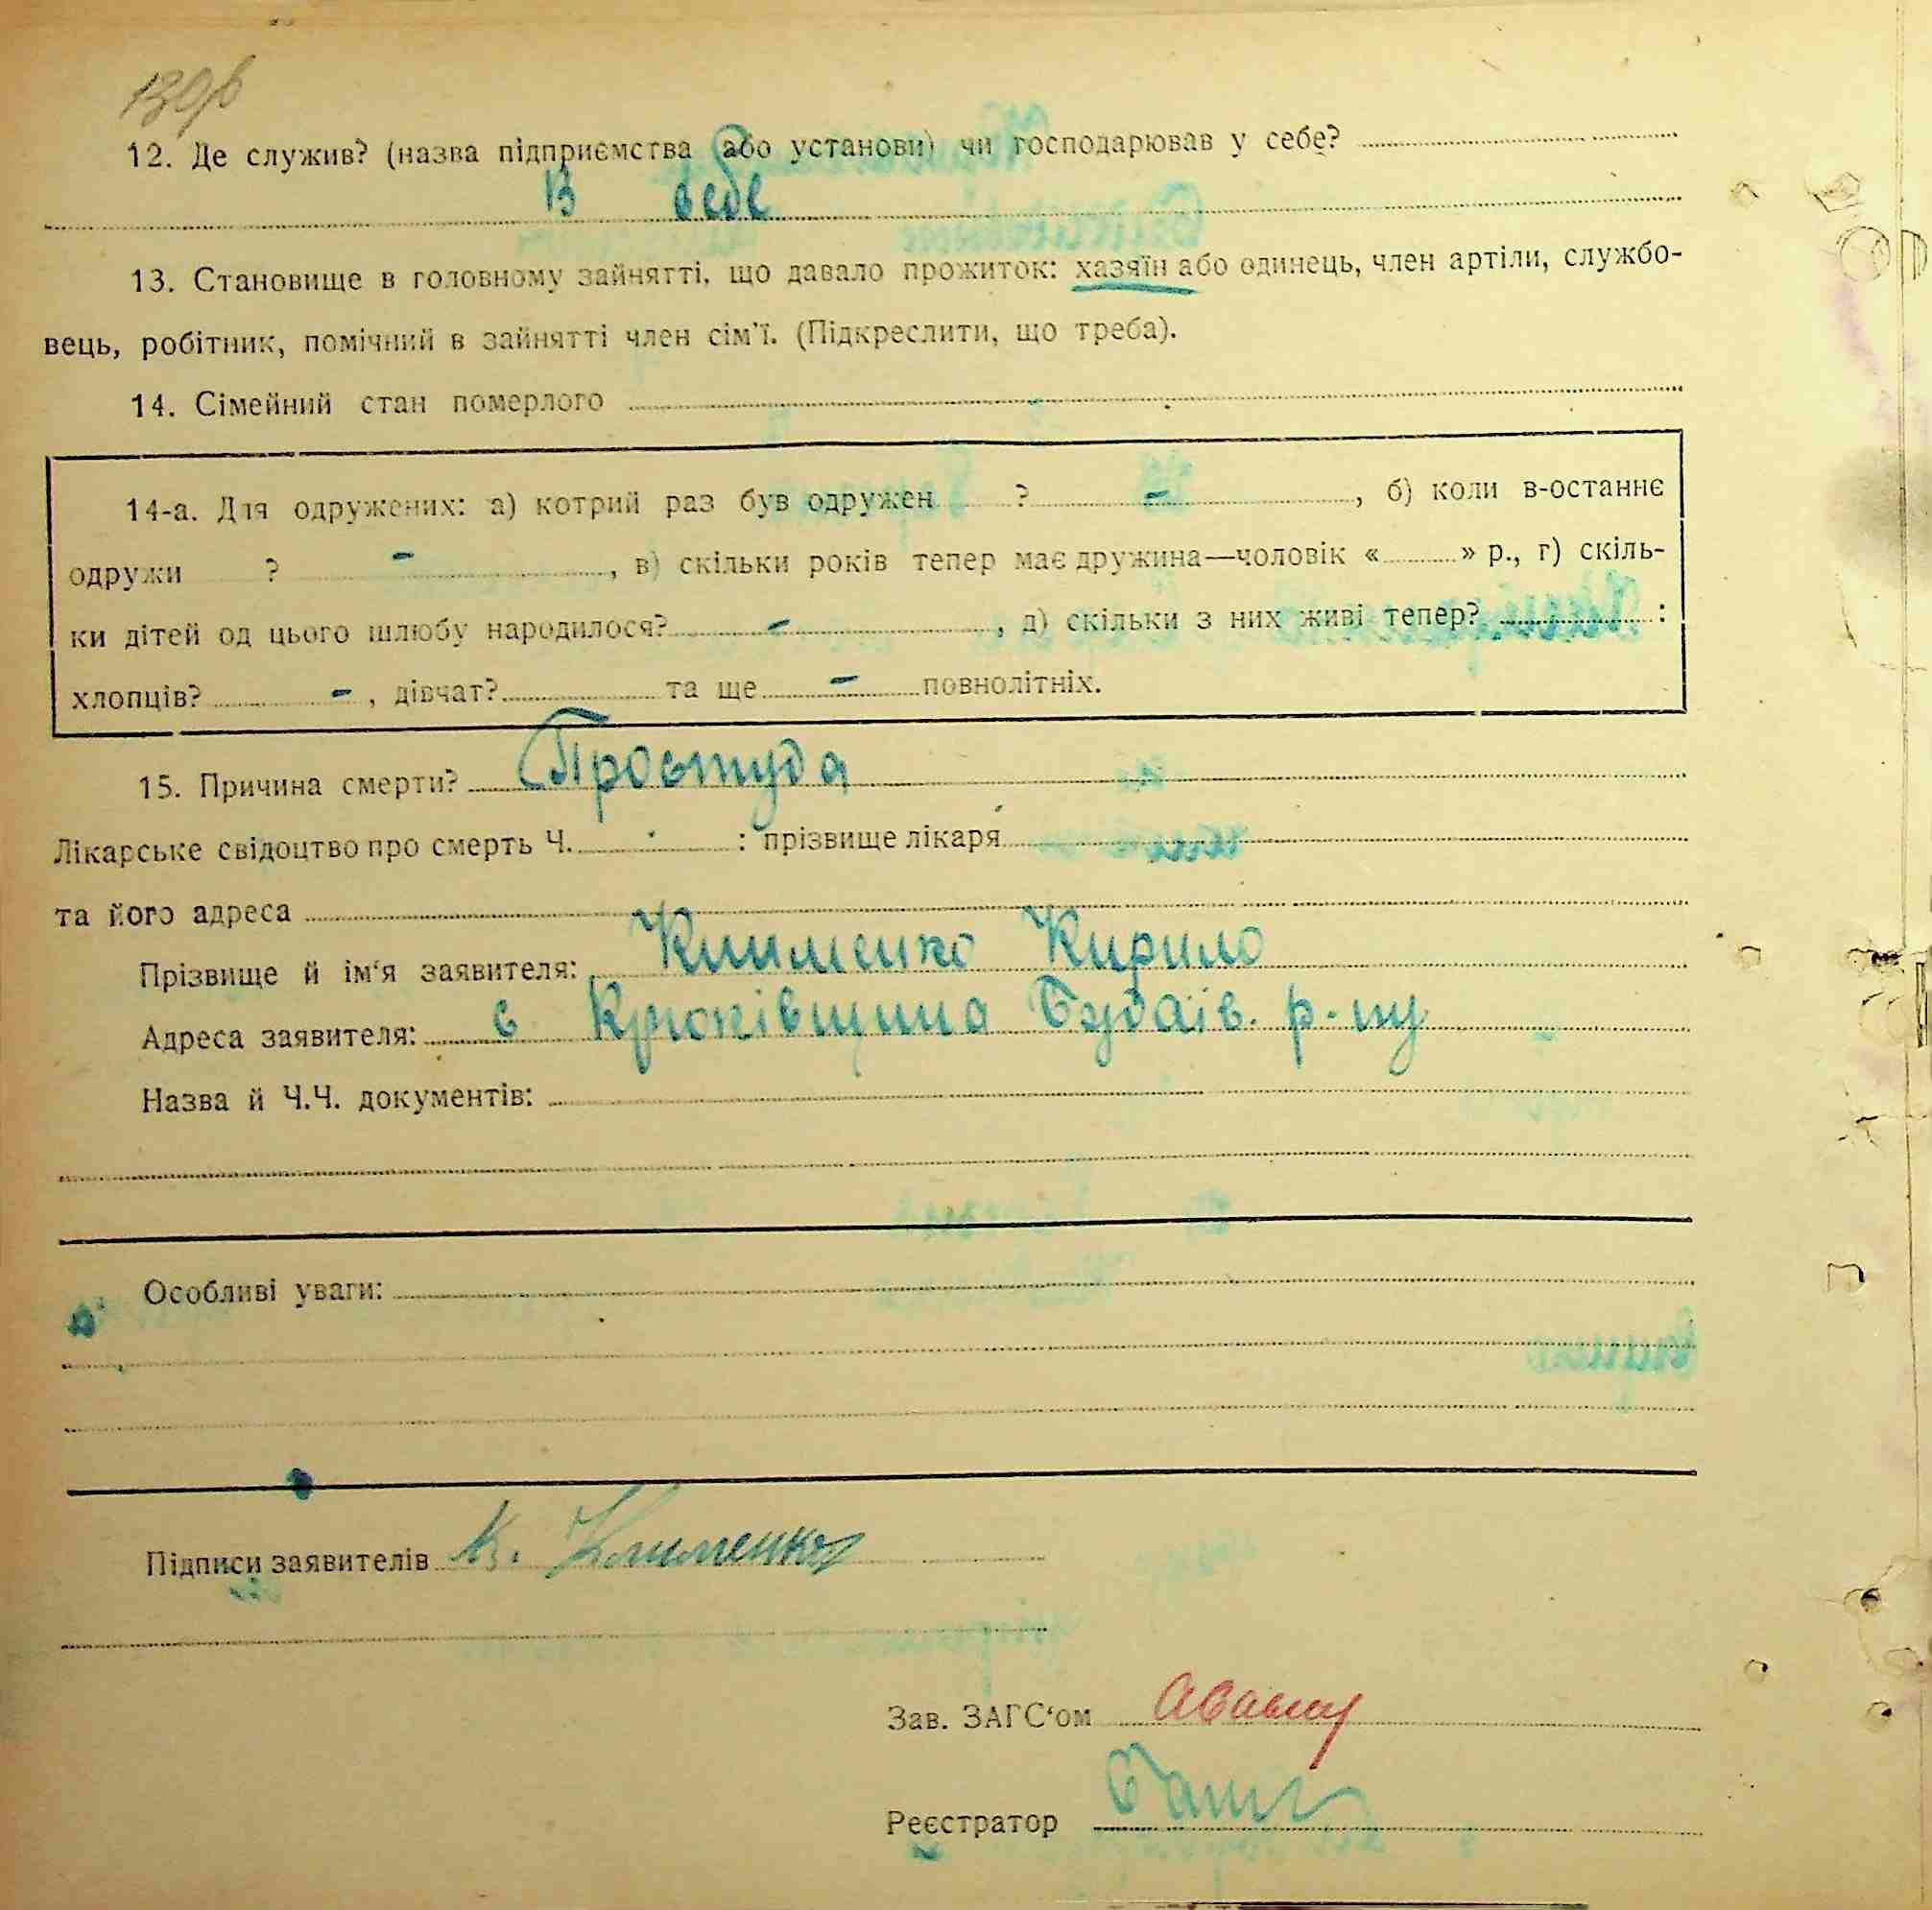 12. Де служив? (назва підприємства або установи) чи господарював у себе?
В себе
13. Становище в головному зайнятті, що давало прожиток: хазяїн або одинець, член артіли, службо-
вець, робітник, помічний в зайнятті член сім'ї. (Підкреслити, що треба).
14. Сімейний стан померлого
14-а. Для одружених: а) котрий раз був одружен ? - , б) коли в-останнє
одружи ? - , в) скільки років тепер має дружина—чоловік « » р., г) скіль-
ки дітей од цього шлюбу народилося? - , д) скільки з них живі тепер? :
хлопців? - , дівчат? та ще - повнолітніх.
15. Причина смерти? Простуда
Лікарське свідоцтво про смерть Ч. : прізвище лікаря
та його адреса
Прізвище й ім'я заявителя: Клименко Кирило
Адреса заявителя: с Крюківщина Будаїв. р-ну
Назва й Ч.Ч. документів:
Особливі уваги:
Підписи заявителів К. Клименко
Зав. ЗАГС'ом
Реєстратор